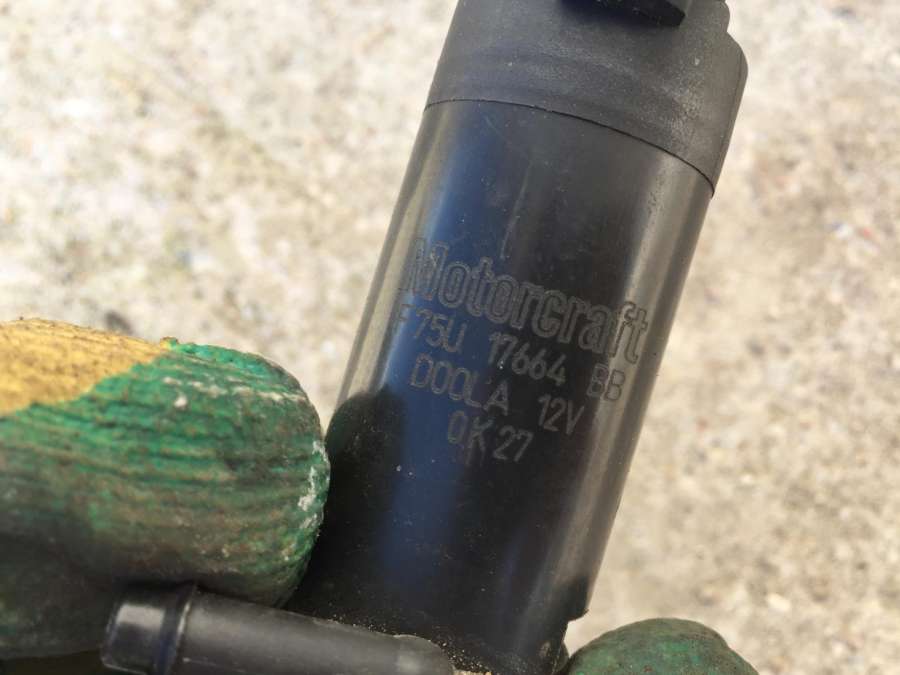 Motorcraft
F75U 17664 BB
DOOLA 12V
0K27